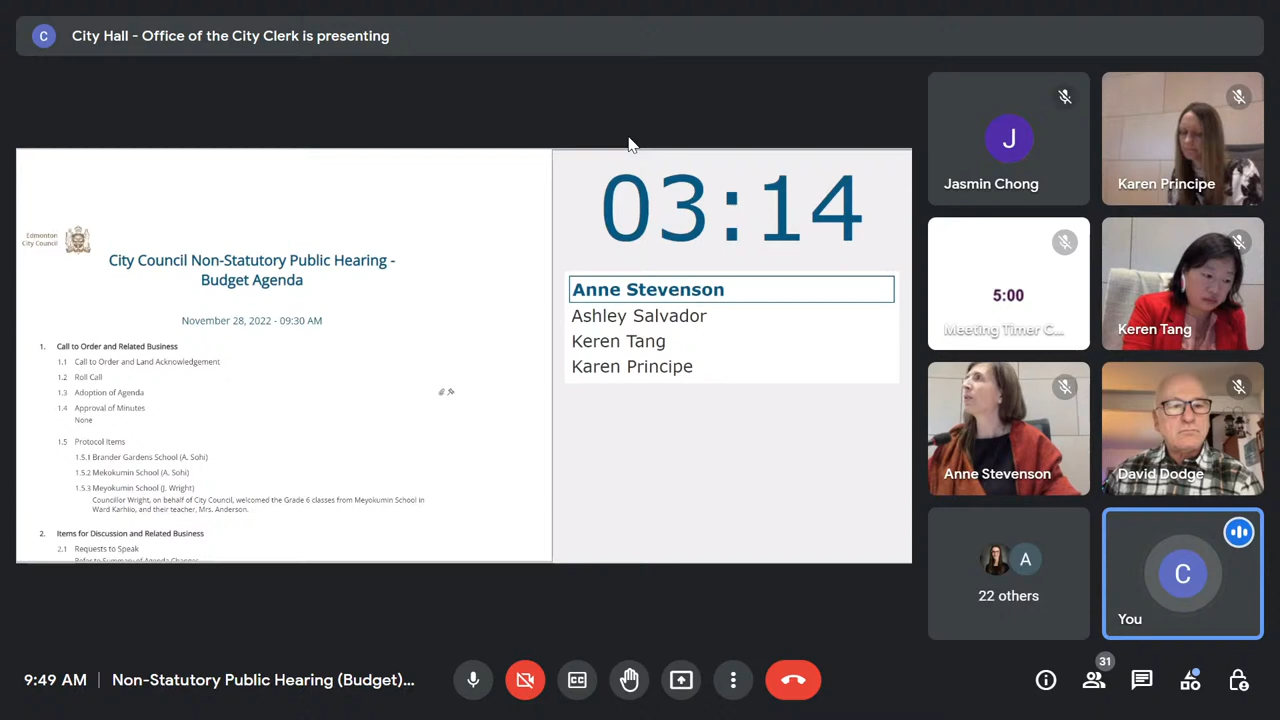 C City Hall - Office of the City Clerk is presenting
Edmonton
City Council
City Council Non-Statutory Public Hearing -
Budget Agenda
November 28, 2022 - 09:30 AM
1. Call to Order and Related Business
1.1 Call to Order and Land Acknowledgement
1.2 Roll Call
1.3 Adoption of Agenda
1.4 Approval of Minutes
None
1.5 Protocol Items
1.5.1 Brander Gardens School (A. Sohi)
1.5.2 Mekokumin School (A. Sohi)
1.5.3 Meyokumin School (J. Wright)
Councillor Wright, on behalf of City Council, welcomed the Grade 6 classes from Meyokumin School in
Ward Karhiio, and their teacher, Mrs. Anderson.
2. Items for Discussion and Related Business
2.1 Requests to Speak
Refer to Summary of Agenda Changes
03:14
Anne Stevenson
Ashley Salvador
Keren Tang
Karen Principe
J
Jasmin Chong
Karen Principe
5:00
Meeting Timer C...
Keren Tang
Anne Stevenson
David Dodge
A
22 others
C
You
9:49 AM | Non-Statutory Public Hearing (Budget)...
31